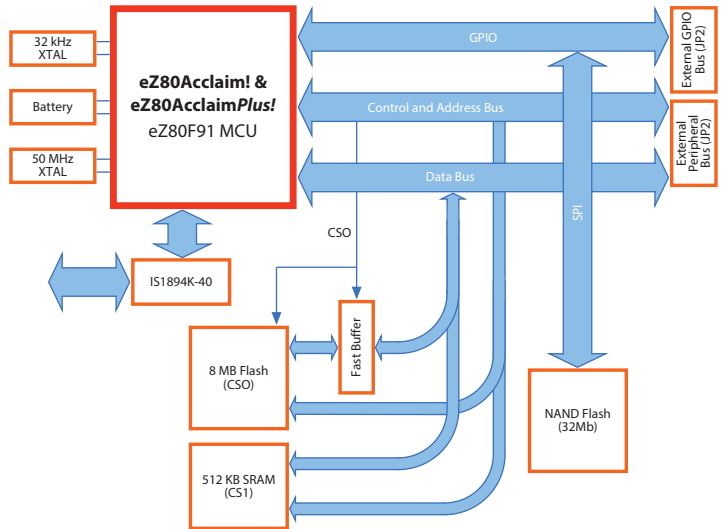 32 kHz
XTAL
Battery
50 MHz
XTAL
eZ80Acclaim! &
eZ80AcclaimPlus!
eZ80F91 MCU
GPIO
Control and Address Bus
Data Bus
External GPIO
Bus (JP2)
External
Peripheral
Bus (JP2)
SPI
CSO
IS1894K-40
8 MB Flash
(CSO)
Fast Buffer
NAND Flash
(32Mb)
512 KB SRAM
(CS1)